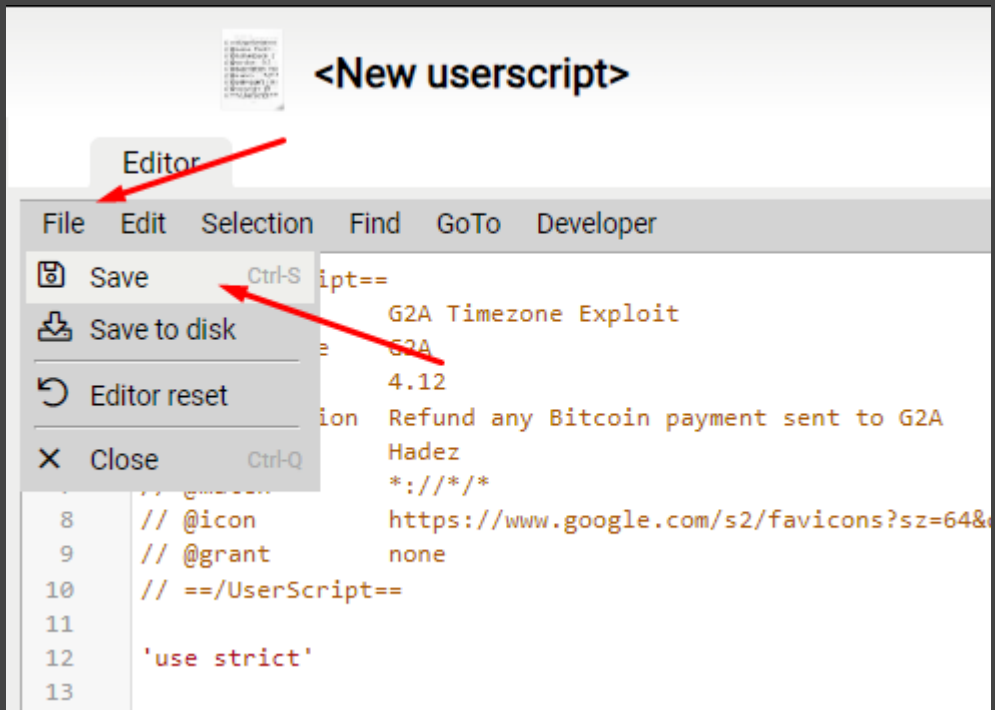 <New userscript>
Editor
File Edit Selection Find GoTo Developer
Save Ctrl-S
ipt==
Save to disk
G2A Timezone Exploit
e G2A
4.12
Editor reset
ion Refund any Bitcoin payment sent to G2A
Close Ctrl-Q
Hadez
*://*/*
8 // @icon https://www.google.com/s2/favicons?sz=64&
9 // @grant none
10 // ==/UserScript==
11
12 'use strict'
13